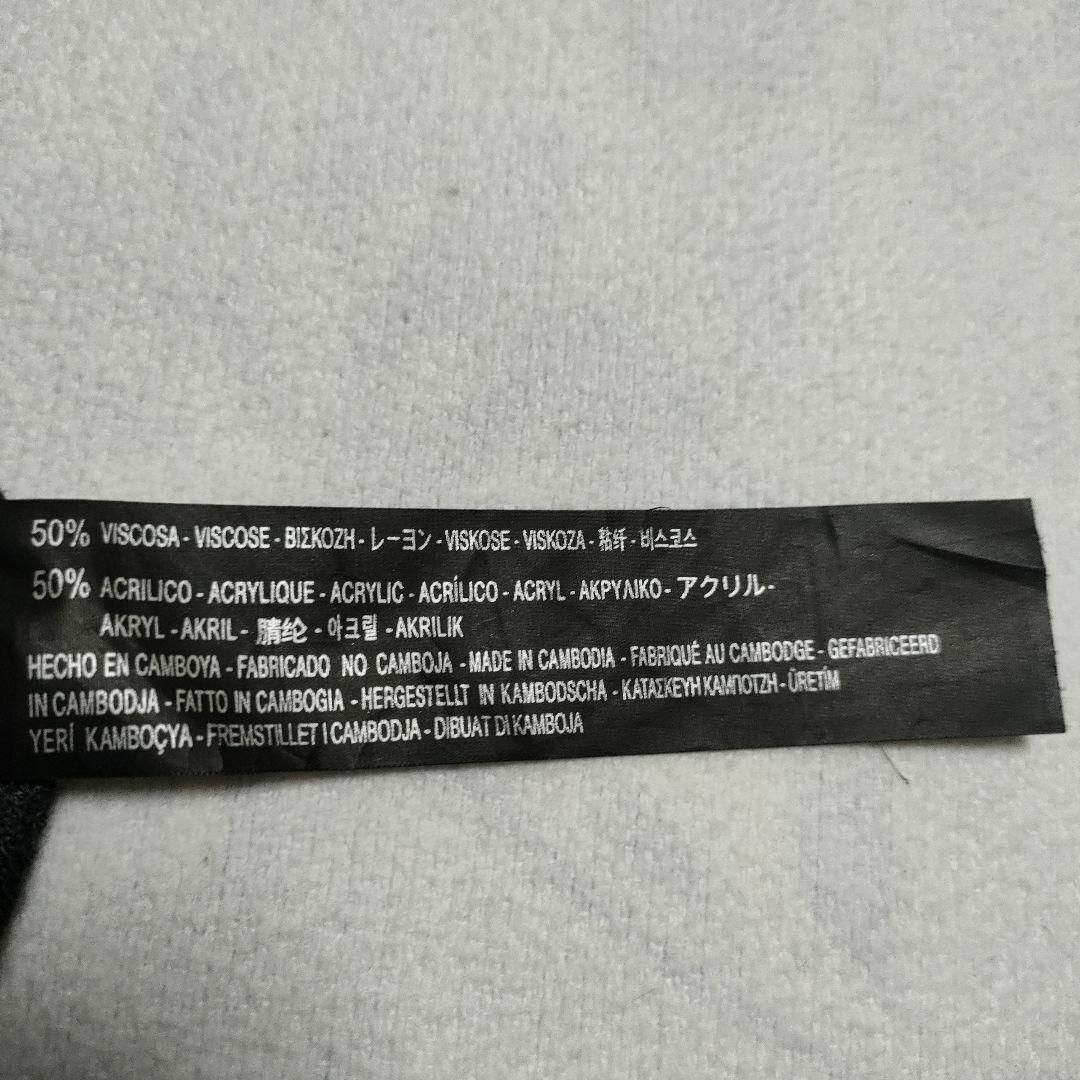 50% VISCOSA - VISCOSE - ΒΙΣΚΟΖΗ - レーヨン - VISKOSE - VISKOZA - 粘纤 - 비스코스
50% ACRILICO - ACRYLIQUE - ACRYLIC - ACRÍLICO - ACRYL - ΑΚΡΥΛΙΚΟ - アクリル -
AKRYL - AKRIL - 腈纶 - 아크릴 - AKRILIK
HECHO EN CAMBOYA - FABRICADO NO CAMBOJA - MADE IN CAMBODIA - FABRIQUÉ AU CAMBODGE - GEFABRICEERD
IN CAMBODJA - FATTO IN CAMBOGIA - HERGESTELLT IN KAMBODSCHA - ΚΑΤΑΣΚΕΥΗ ΚΑΜΠΟΤΖΗ - ÜRETİM
YERİ KAMBOÇYA - FREMSTILLET I CAMBODJA - DIBUAT DI KAMBOJA